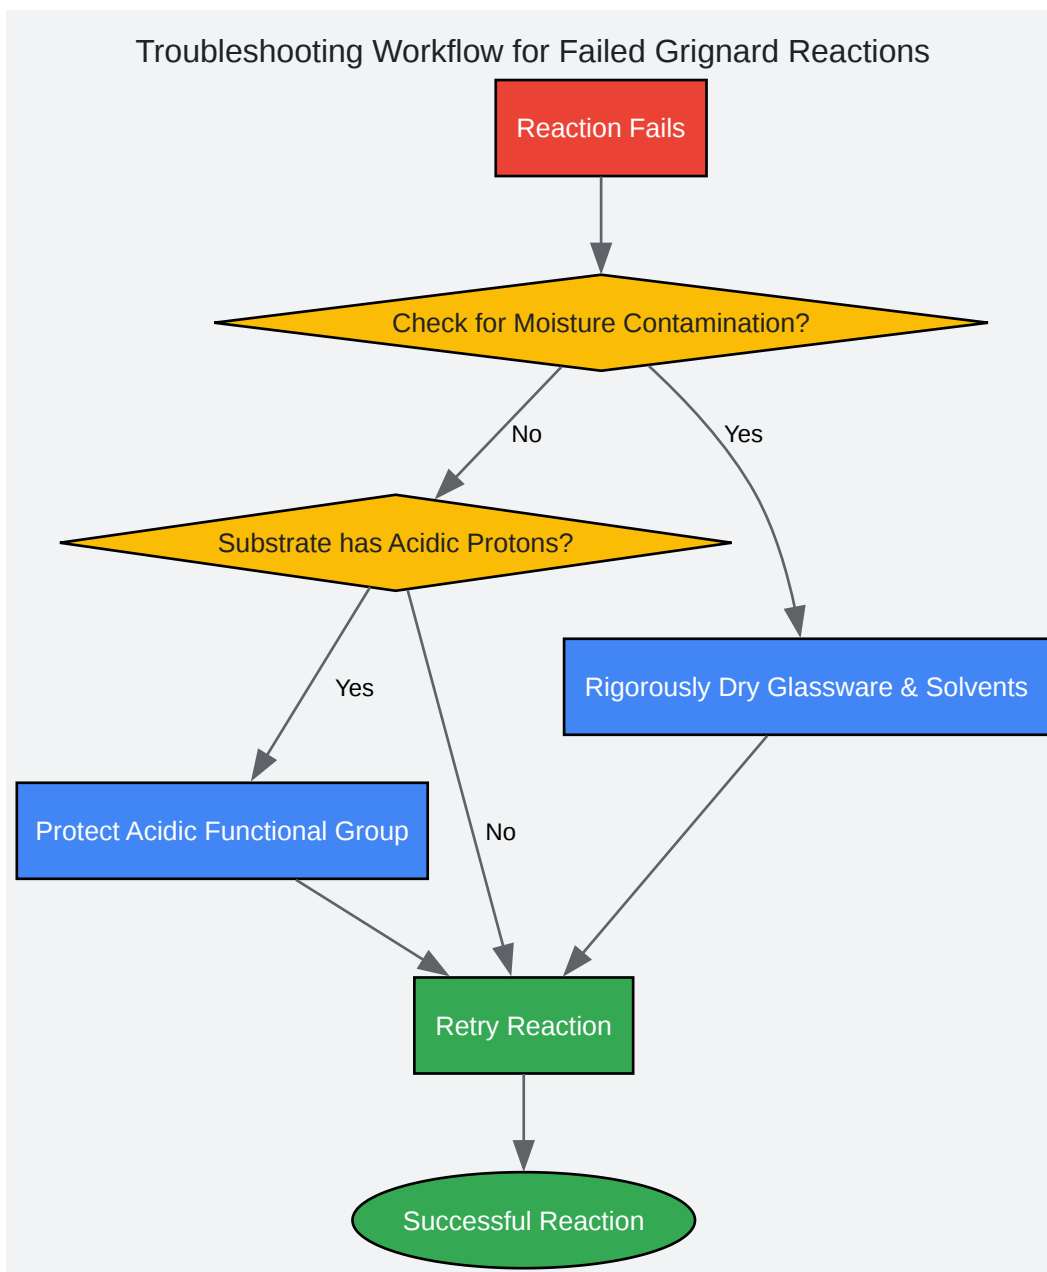 Troubleshooting Workflow for Failed Grignard Reactions
Reaction Fails
Check for Moisture Contamination?
No
Yes
Substrate has Acidic Protons?
Yes
Rigorously Dry Glassware & Solvents
Protect Acidic Functional Group
No
Retry Reaction
Successful Reaction